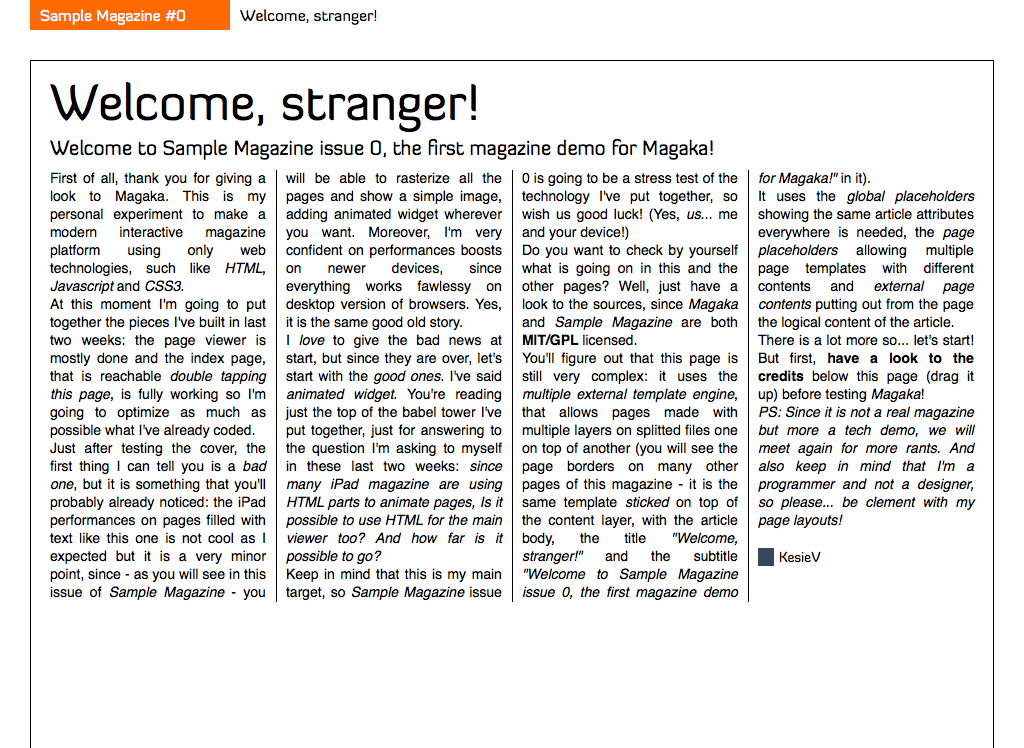 Sample Magazine #0
Welcome, stranger!
Welcome, stranger!
Welcome to Sample Magazine issue 0, the first magazine demo for Magaka!
First of all, thank you for giving a
look to Magaka. This is my
personal experiment to make a
modern interactive magazine
platform using only web
technologies, such like HTML,
Javascript and CSS3.
At this moment I'm going to put
together the pieces I've built in last
two weeks: the page viewer is
mostly done and the index page,
that is reachable double tapping
this page, is fully working so I'm
going to optimize as much as
possible what I've already coded.
Just after testing the cover, the
first thing I can tell you is a bad
one, but it is something that you'll
probably already noticed: the iPad
performances on pages filled with
text like this one is not cool as I
expected but it is a very minor
point, since - as you will see in this
issue of Sample Magazine - you
will be able to rasterize all the
pages and show a simple image,
adding animated widget wherever
you want. Moreover, I'm very
confident on performances boosts
on newer devices, since
everything works fawlessy on
desktop version of browsers. Yes,
it is the same good old story.
I love to give the bad news at
start, but since they are over, let's
start with the good ones. I've said
animated widget. You're reading
just the top of the babel tower I've
put together, just for answering to
the question I'm asking to myself
in these last two weeks: since
many iPad magazine are using
HTML parts to animate pages, Is it
possible to use HTML for the main
viewer too? And how far is it
possible to go?
Keep in mind that this is my main
target, so Sample Magazine issue
0 is going to be a stress test of the
technology I've put together, so
wish us good luck! (Yes, us... me
and your device!)
Do you want to check by yourself
what is going on in this and the
other pages? Well, just have a
look to the sources, since Magaka
and Sample Magazine are both
MIT/GPL licensed.
You'll figure out that this page is
still very complex: it uses the
multiple external template engine,
that allows pages made with
multiple layers on splitted files one
on top of another (you will see the
page borders on many other
pages of this magazine - it is the
same template sticked on top of
the content layer, with the article
body, the title "Welcome,
stranger!" and the subtitle
"Welcome to Sample Magazine
issue 0, the first magazine demo
for Magaka!" in it).
It uses the global placeholders
showing the same article attributes
everywhere is needed, the page
placeholders allowing multiple
page templates with different
contents and external page
contents putting out from the page
the logical content of the article.
There is a lot more so... let's start!
But first, have a look to the
credits below this page (drag it
up) before testing Magaka!
PS: Since it is not a real magazine
but more a tech demo, we will
meet again for more rants. And
also keep in mind that I'm a
programmer and not a designer,
so please... be clement with my
page layouts!
KesieV